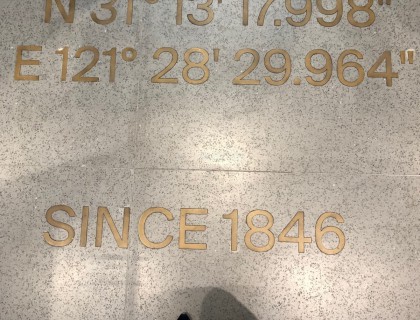 N 31° 13' 17.998"
E 121° 28' 29.964"
SINCE 1846